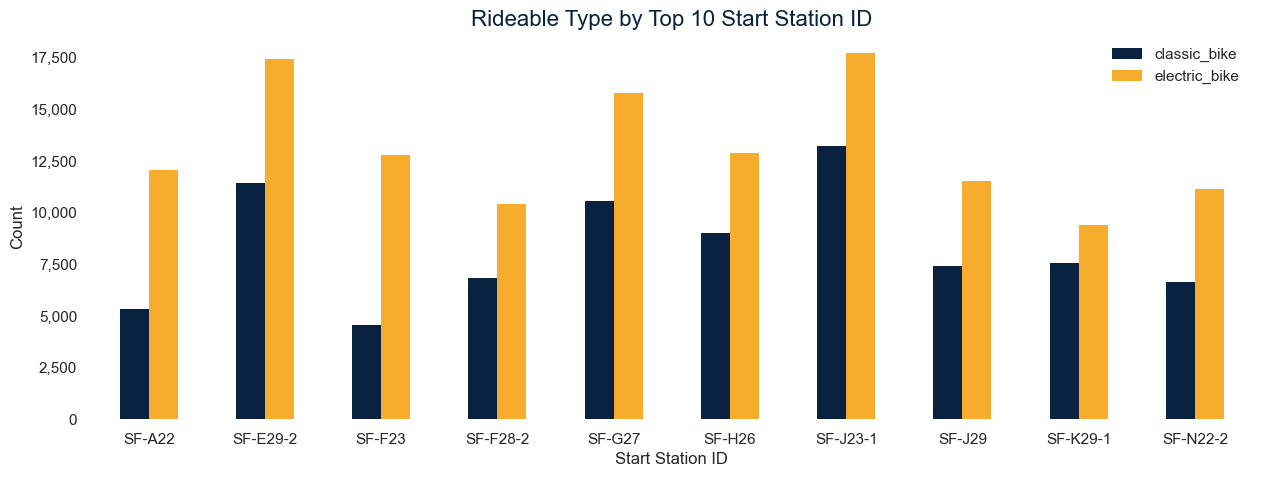 Rideable Type by Top 10 Start Station ID
classic_bike
electric_bike
17,500
15,000
12,500
10,000
7,500
5,000
2,500
0
Count
SF-A22 SF-E29-2 SF-F23 SF-F28-2 SF-G27 SF-H26 SF-J23-1 SF-J29 SF-K29-1 SF-N22-2
Start Station ID